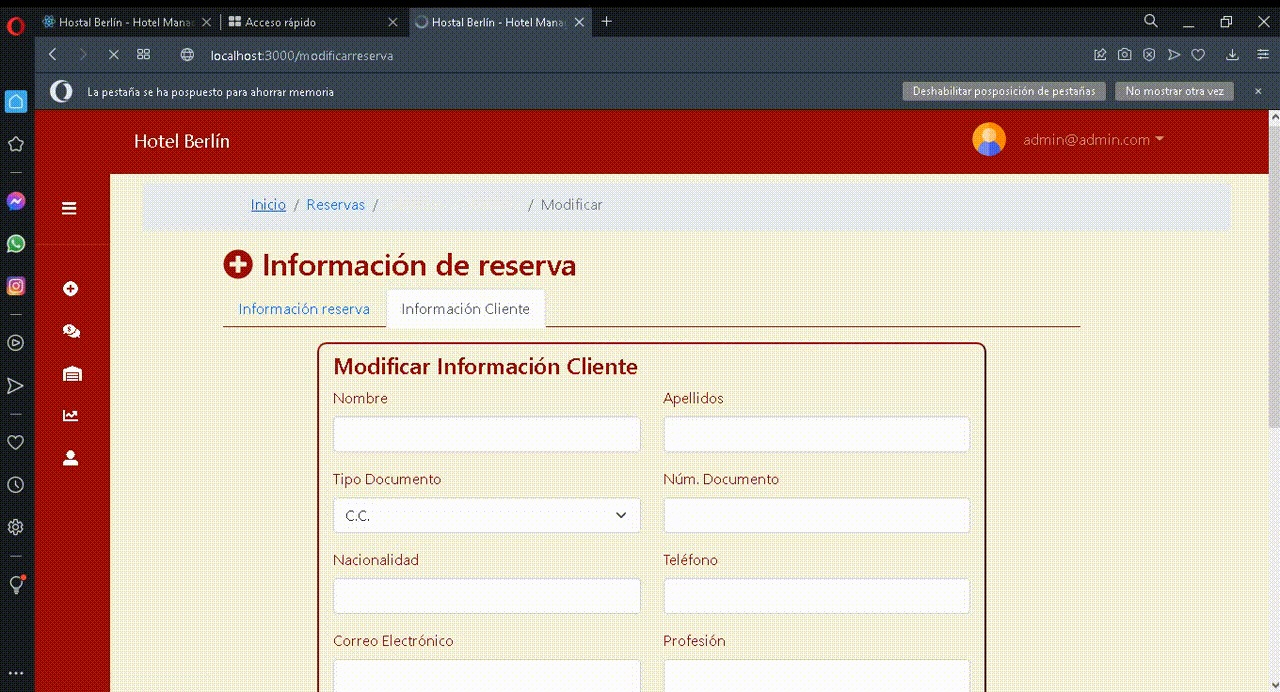 Hostal Berlín - Hotel Mana
Acceso rápido
Hostal Berlín - Hotel Mana
localhost:3000/modificarreserva
La pestaña se ha pospuesto para ahorrar memoria
Deshabilitar posposición de pestañas
No mostrar otra vez
Hotel Berlín
admin@admin.com
Inicio / Reservas / / Modificar
Información de reserva
Información reserva
Información Cliente
Modificar Información Cliente
Nombre
Apellidos
Tipo Documento
Núm. Documento
C.C.
Nacionalidad
Teléfono
Correo Electrónico
Profesión